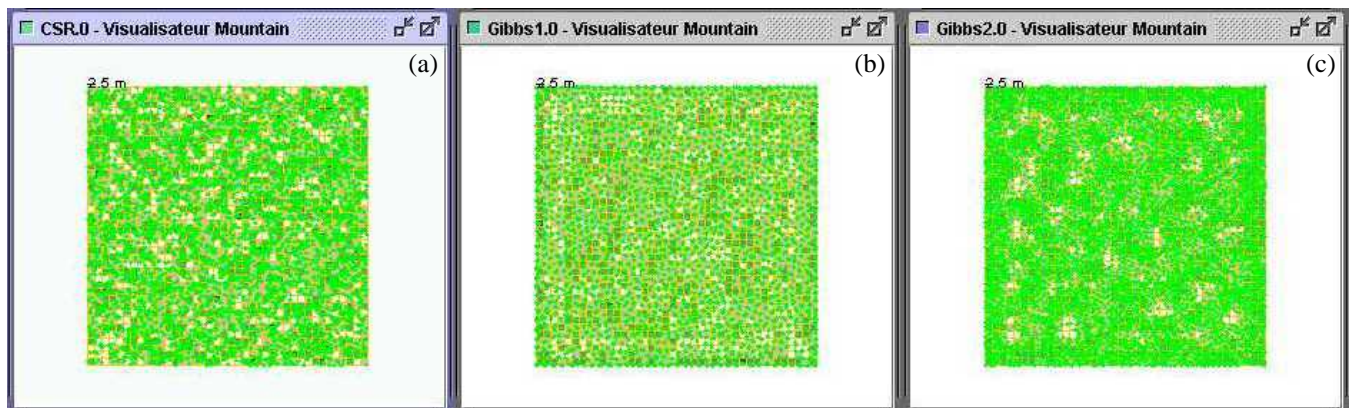 CSR.0 - Visualisateur Mountain
(a)
2.5 m
Gibbs1.0 - Visualisateur Mountain
(b)
2.5 m
Gibbs2.0 - Visualisateur Mountain
(c)
2.5 m